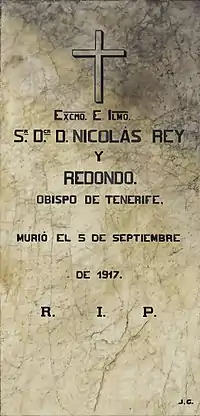 Excmo. E Ilmo.
Sr. Dr. D. NICOLÁS REY
Y
REDONDO.
OBISPO DE TENERIFE.
MURIÓ EL 5 DE SEPTIEMBRE
DE 1917.
R. I. P.
J.G.